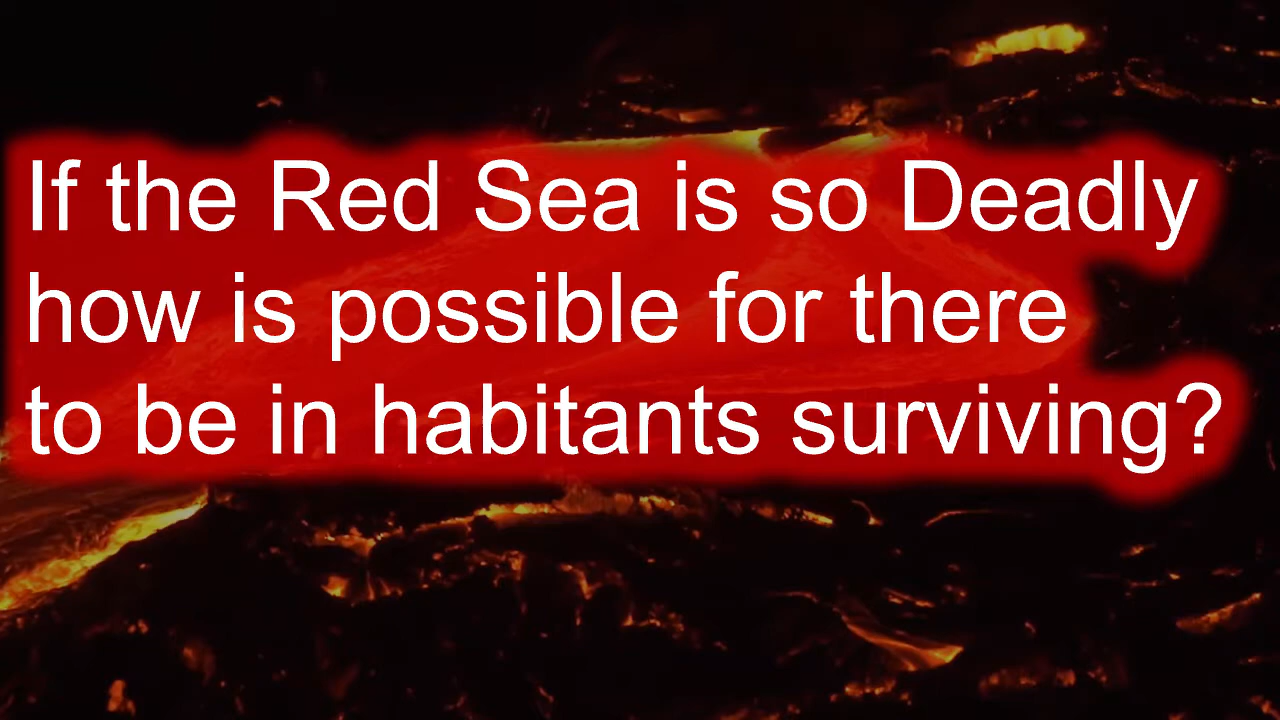 If the Red Sea is so Deadly
how is possible for there
to be in habitants surviving?